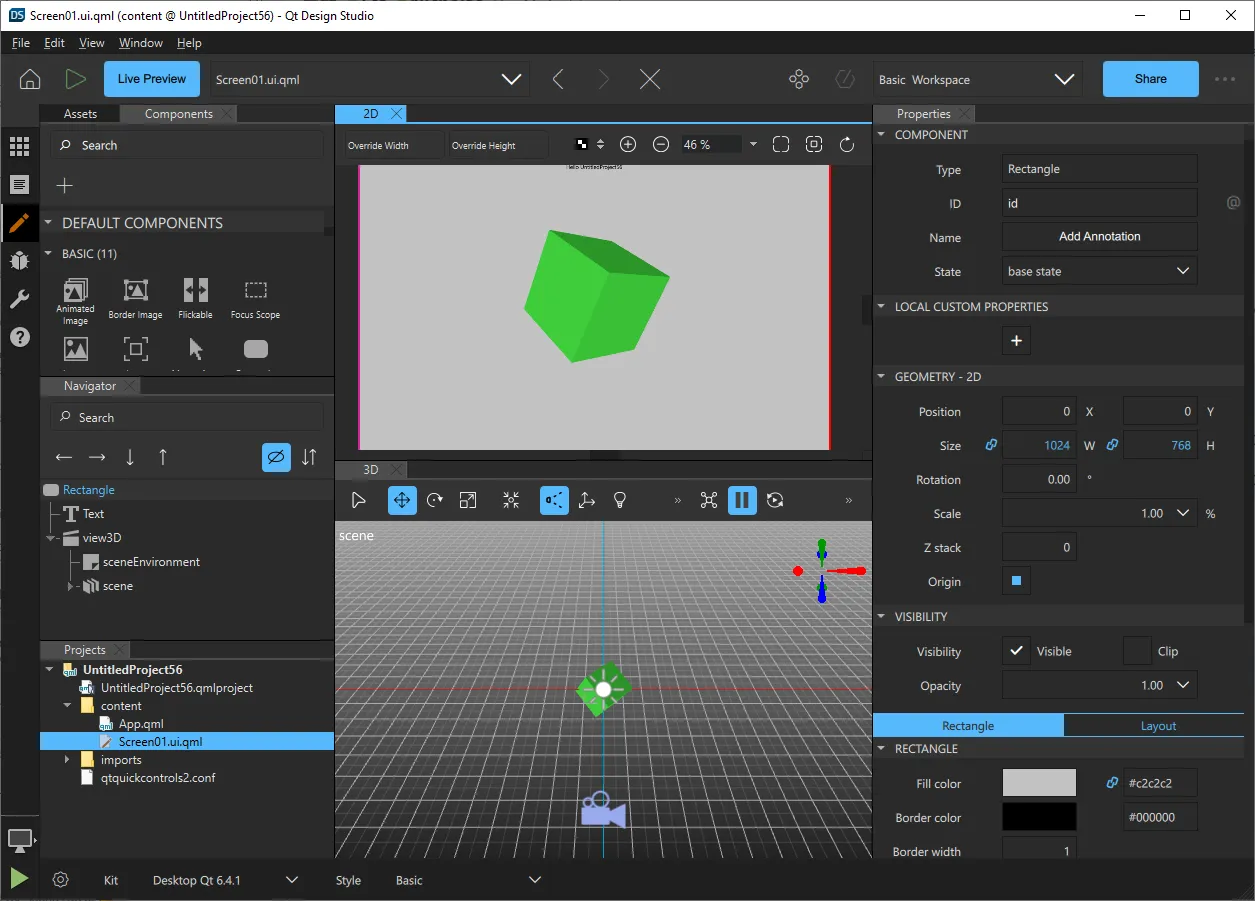 Screen01.ui.qml (content @ UntitledProject56) - Qt Design Studio
File Edit View Window Help
Live Preview
Screen01.ui.qml
Basic Workspace
Share
Assets
Components
Search
DEFAULT COMPONENTS
BASIC (11)
Animated Image
Border Image
Flickable
Focus Scope
Navigator
Search
Rectangle
Text
view3D
sceneEnvironment
scene
Projects
UntitledProject56
UntitledProject56.qmlproject
content
App.qml
Screen01.ui.qml
imports
qtquickcontrols2.conf
2D
Override Width
Override Height
46 %
Hello UntitledProject56
3D
scene
Properties
COMPONENT
Type Rectangle
ID id
Name Add Annotation
State base state
LOCAL CUSTOM PROPERTIES
GEOMETRY - 2D
Position 0 X 0 Y
Size 1024 W 768 H
Rotation 0.00 °
Scale 1.00 %
Z stack 0
Origin
VISIBILITY
Visibility Visible Clip
Opacity 1.00
Rectangle Layout
RECTANGLE
Fill color #c2c2c2
Border color #000000
Border width 1
Kit Desktop Qt 6.4.1 Style Basic